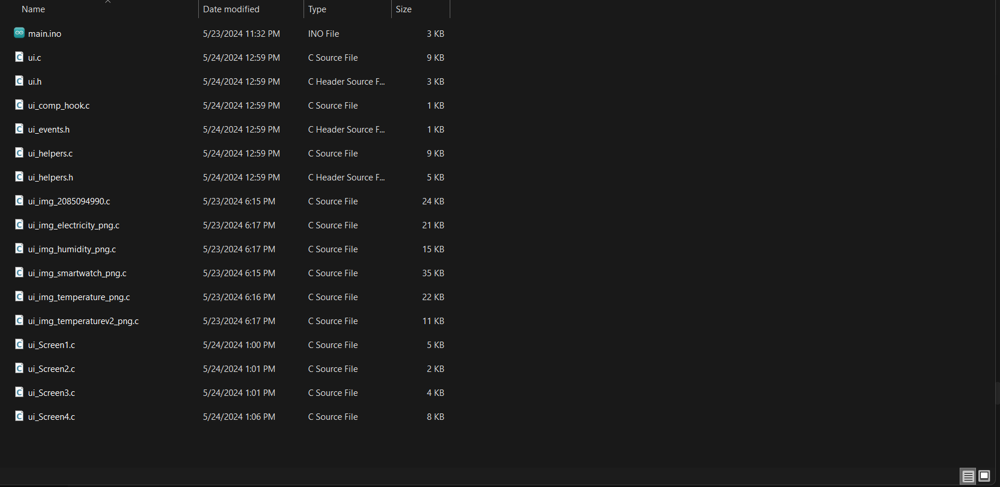 Name Date modified Type Size
main.ino 5/23/2024 11:32 PM INO File 3 KB
ui.c 5/24/2024 12:59 PM C Source File 9 KB
ui.h 5/24/2024 12:59 PM C Header Source F... 3 KB
ui_comp_hook.c 5/24/2024 12:59 PM C Source File 1 KB
ui_events.h 5/24/2024 12:59 PM C Header Source F... 1 KB
ui_helpers.c 5/24/2024 12:59 PM C Source File 9 KB
ui_helpers.h 5/24/2024 12:59 PM C Header Source F... 5 KB
ui_img_2085094990.c 5/23/2024 6:15 PM C Source File 24 KB
ui_img_electricity_png.c 5/23/2024 6:17 PM C Source File 21 KB
ui_img_humidity_png.c 5/23/2024 6:17 PM C Source File 15 KB
ui_img_smartwatch_png.c 5/23/2024 6:15 PM C Source File 35 KB
ui_img_temperature_png.c 5/23/2024 6:16 PM C Source File 22 KB
ui_img_temperaturev2_png.c 5/23/2024 6:17 PM C Source File 11 KB
ui_Screen1.c 5/24/2024 1:00 PM C Source File 5 KB
ui_Screen2.c 5/24/2024 1:01 PM C Source File 2 KB
ui_Screen3.c 5/24/2024 1:01 PM C Source File 4 KB
ui_Screen4.c 5/24/2024 1:06 PM C Source File 8 KB